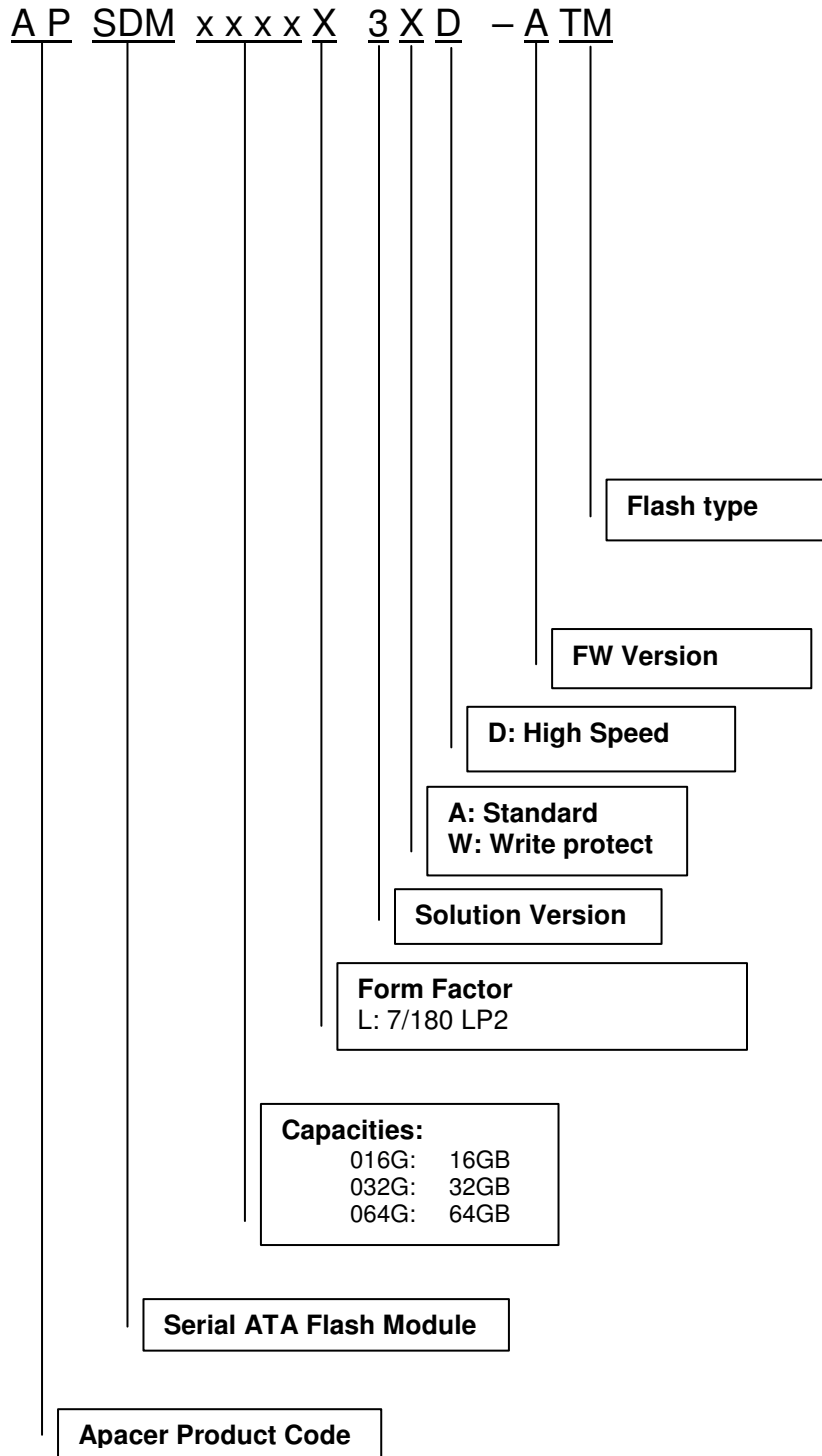 A P SDM x x x x X 3 X D – A TM
Flash type
FW Version
D: High Speed
A: Standard
W: Write protect
Solution Version
Form Factor
L: 7/180 LP2
Capacities:
016G: 16GB
032G: 32GB
064G: 64GB
Serial ATA Flash Module
Apacer Product Code